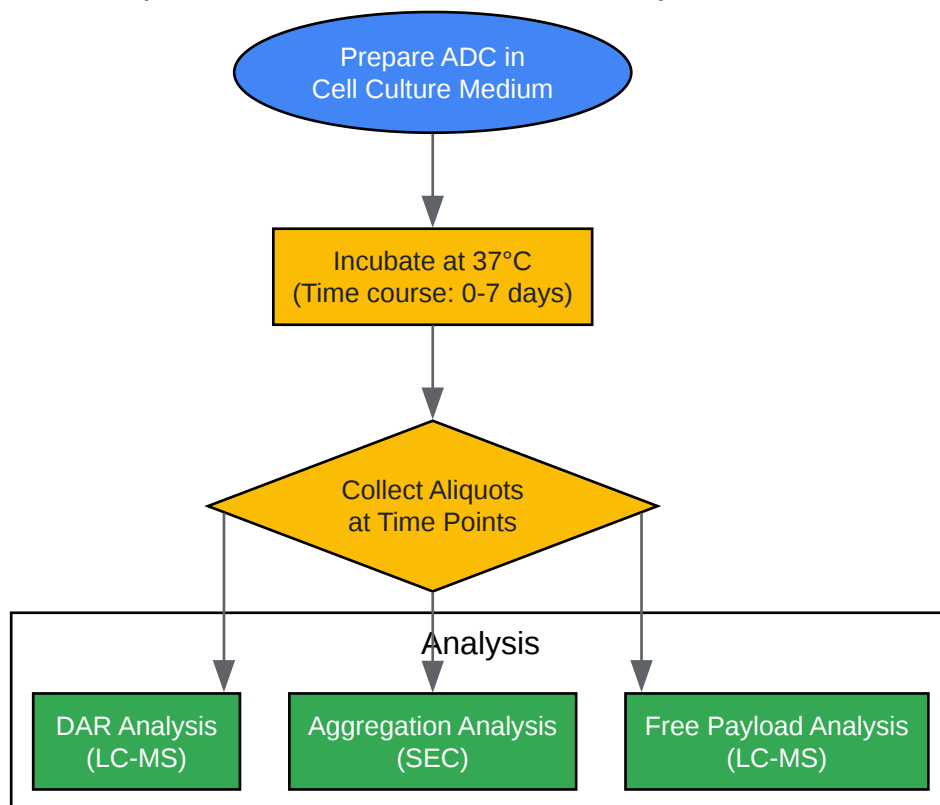 Prepare ADC in
Cell Culture Medium
Incubate at 37°C
(Time course: 0-7 days)
Collect Aliquots
at Time Points
Analysis
DAR Analysis
(LC-MS)
Aggregation Analysis
(SEC)
Free Payload Analysis
(LC-MS)